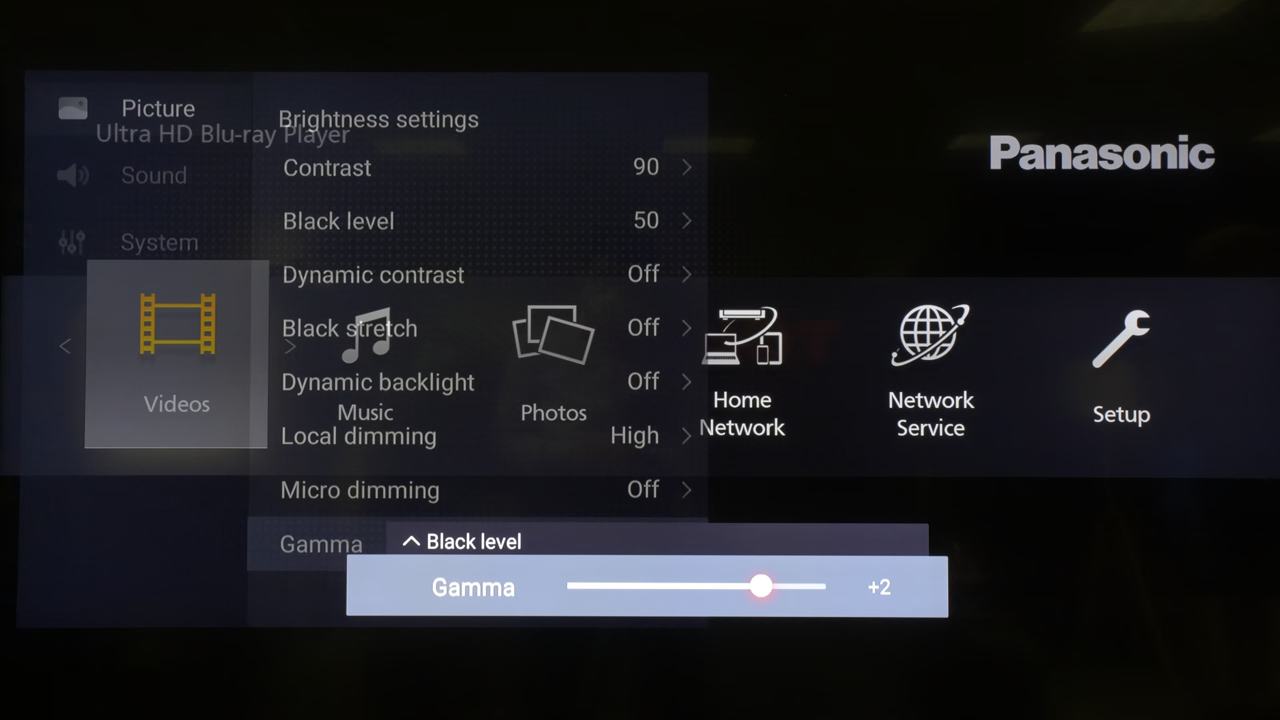 Picture
Ultra HD Blu-ray Player
Sound
System
Brightness settings
Contrast 90
Black level 50
Dynamic contrast Off
Black stretch Off
Dynamic backlight Off
Local dimming High
Micro dimming Off
Gamma
Panasonic
Videos
Music
Photos
Home
Network
Network
Service
Setup
Black level
Gamma +2